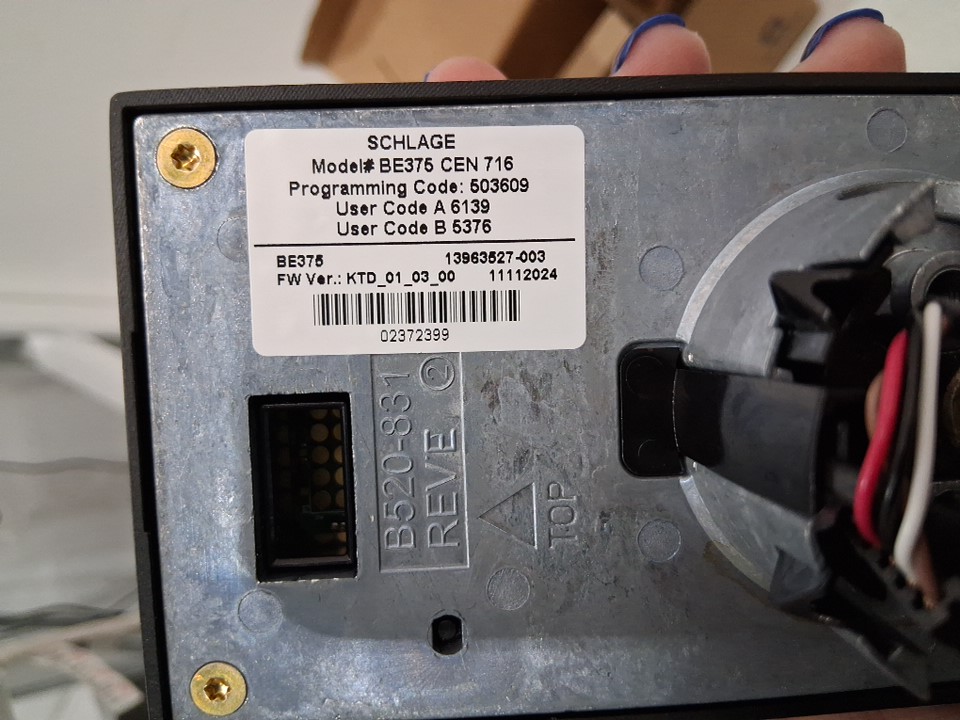 SCHLAGE
Model# BE375 CEN 716
Programming Code: 503609
User Code A 6139
User Code B 5376
BE375 13963527-003
FW Ver.: KTD_01_03_00 11112024
02372399
B520-831
REVE 2
TOP